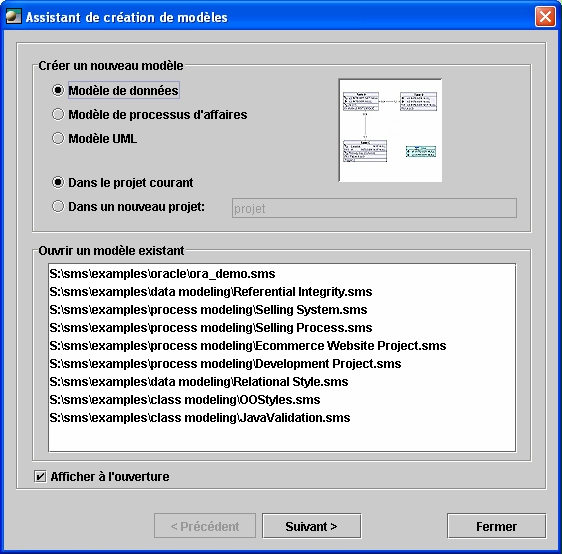 Assistant de création de modèles
Créer un nouveau modèle
Modèle de données
Modèle de processus d'affaires
Modèle UML
Dans le projet courant
Dans un nouveau projet:
projet
Ouvrir un modèle existant
S:\sms\examples\oracle\ora_demo.sms
S:\sms\examples\data modeling\Referential Integrity.sms
S:\sms\examples\process modeling\Selling System.sms
S:\sms\examples\process modeling\Selling Process.sms
S:\sms\examples\process modeling\Ecommerce Website Project.sms
S:\sms\examples\process modeling\Development Project.sms
S:\sms\examples\data modeling\Relational Style.sms
S:\sms\examples\class modeling\OOStyles.sms
S:\sms\examples\class modeling\JavaValidation.sms
Afficher à l'ouverture
< Précédent
Suivant >
Fermer